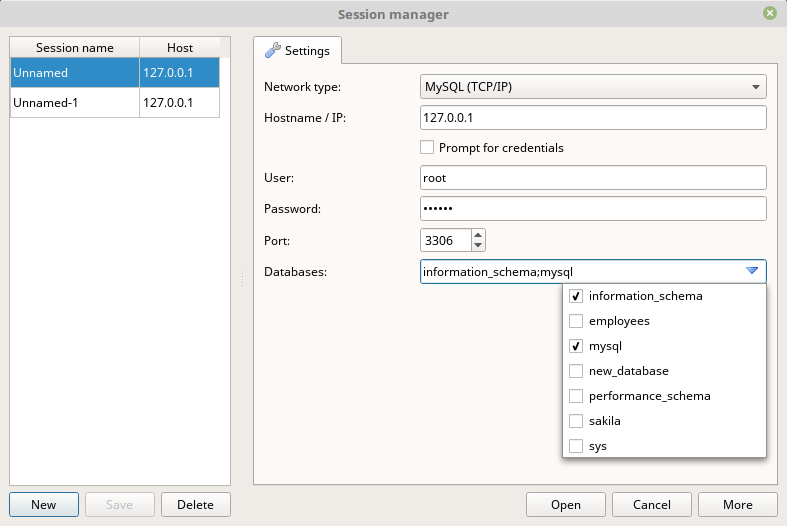 Session manager
Session name Host
Unnamed 127.0.0.1
Unnamed-1 127.0.0.1
Settings
Network type: MySQL (TCP/IP)
Hostname / IP: 127.0.0.1
Prompt for credentials
User: root
Password: ••••••
Port: 3306
Databases: information_schema;mysql
information_schema
employees
mysql
new_database
performance_schema
sakila
sys
New Save Delete Open Cancel More